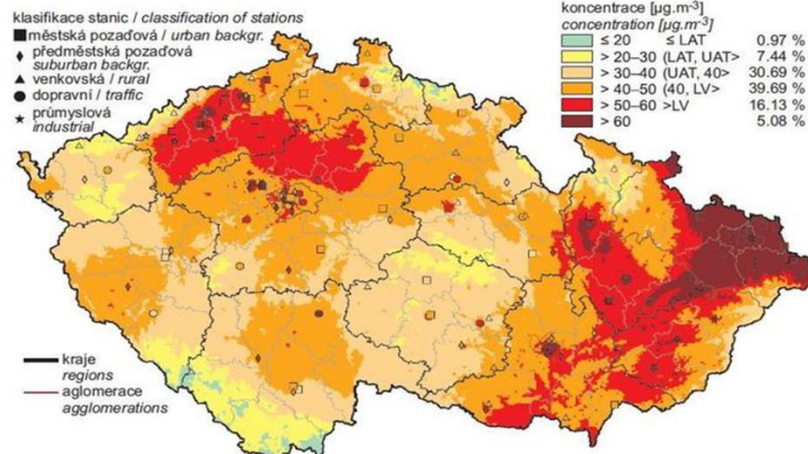 klasifikace stanic / classification of stations
městská pozaďová / urban backgr.
předměstská pozaďová
suburban backgr.
venkovská / rural
dopravní / traffic
průmyslová
industrial
kraje
regions
aglomerace
agglomerations
koncentrace [µg.m-3]
concentration [µg.m-3]
≤ 20 ≤ LAT 0.97 %
> 20–30 (LAT, UAT> 7.44 %
> 30–40 (UAT, 40> 30.69 %
> 40–50 (40, LV> 39.69 %
> 50–60 >LV 16.13 %
> 60 5.08 %